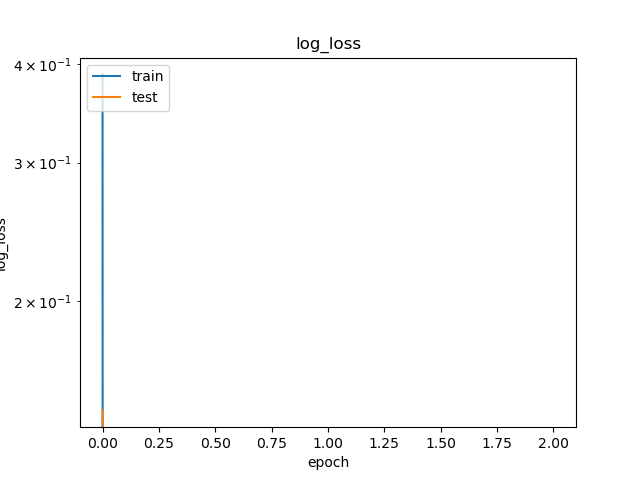 log_loss
4 × 10⁻¹
3 × 10⁻¹
2 × 10⁻¹
log_loss
train
test
0.00 0.25 0.50 0.75 1.00 1.25 1.50 1.75 2.00
epoch